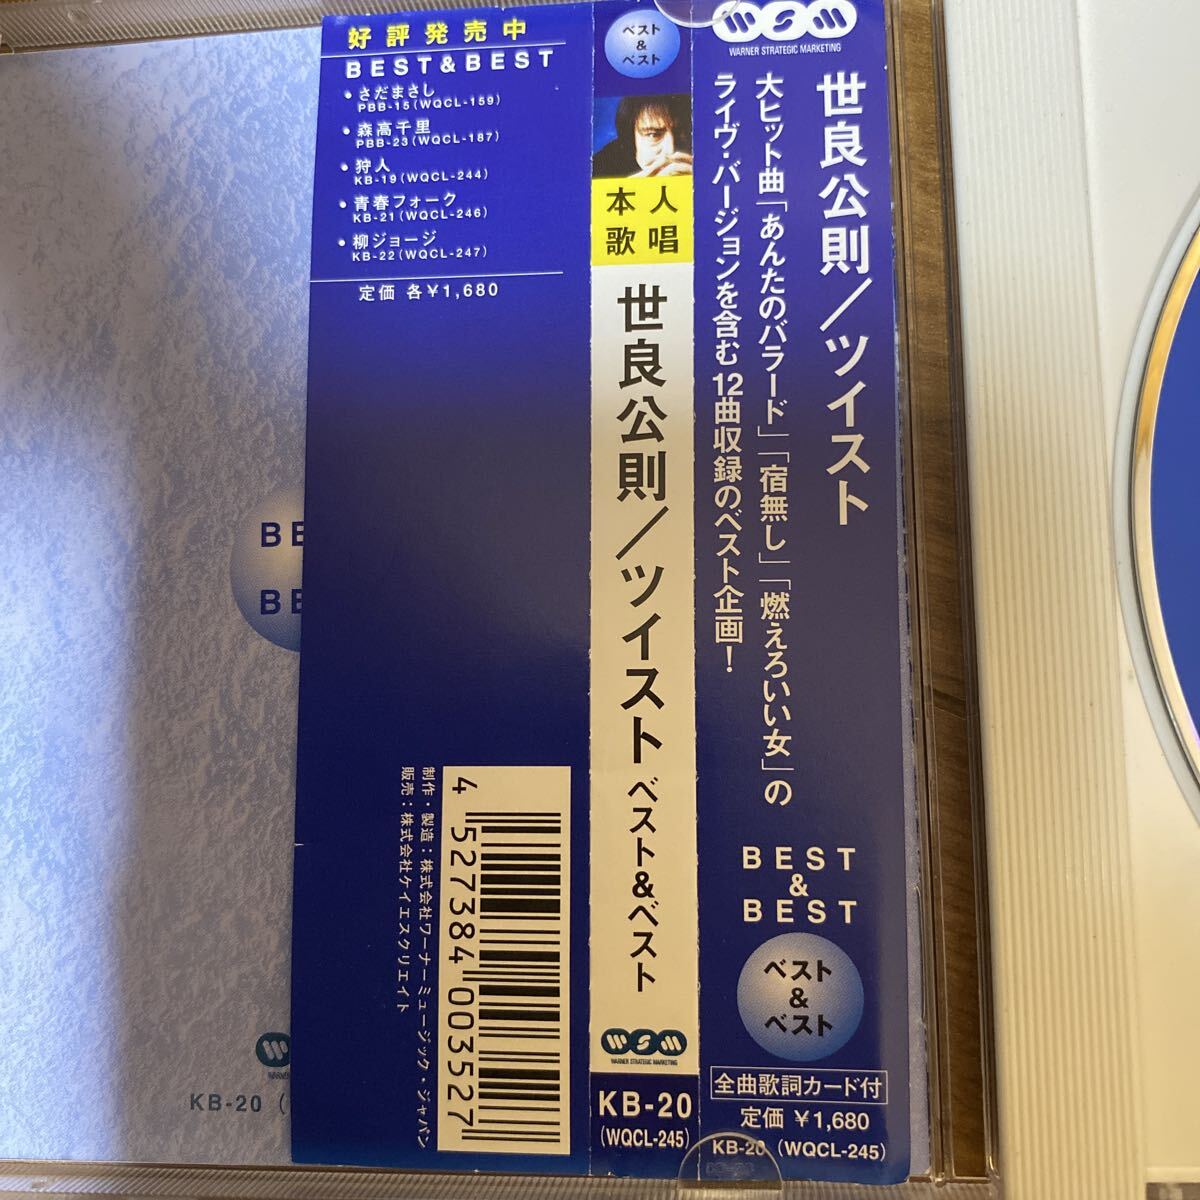 好評発売中
BEST & BEST
・さだまさし
PBB-15 (WQCL-159)
・森高千里
PBB-23 (WQCL-187)
・狩人
KB-19 (WQCL-244)
・青春フォーク
KB-21 (WQCL-246)
・柳ジョージ
KB-22 (WQCL-247)
定価 各¥1,680
制作・製造：株式会社ワーナーミュージック・ジャパン
販売：株式会社ケイエスクリエイト
4 527384 003527
ベスト
&
ベスト
本人
歌唱
世良公則／ツイスト ベスト&ベスト
WARNER STRATEGIC MARKETING
KB-20
(WQCL-245)
WARNER STRATEGIC MARKETING
世良公則／ツイスト
大ヒット曲「あんたのバラード」「宿無し」「燃えろいい女」の
ライヴ・バージョンを含む12曲収録のベスト企画！
BEST
&
BEST
ベスト
&
ベスト
全曲歌詞カード付
定価 ¥1,680
KB-20 (WQCL-245)
BE
BE
KB-20 (